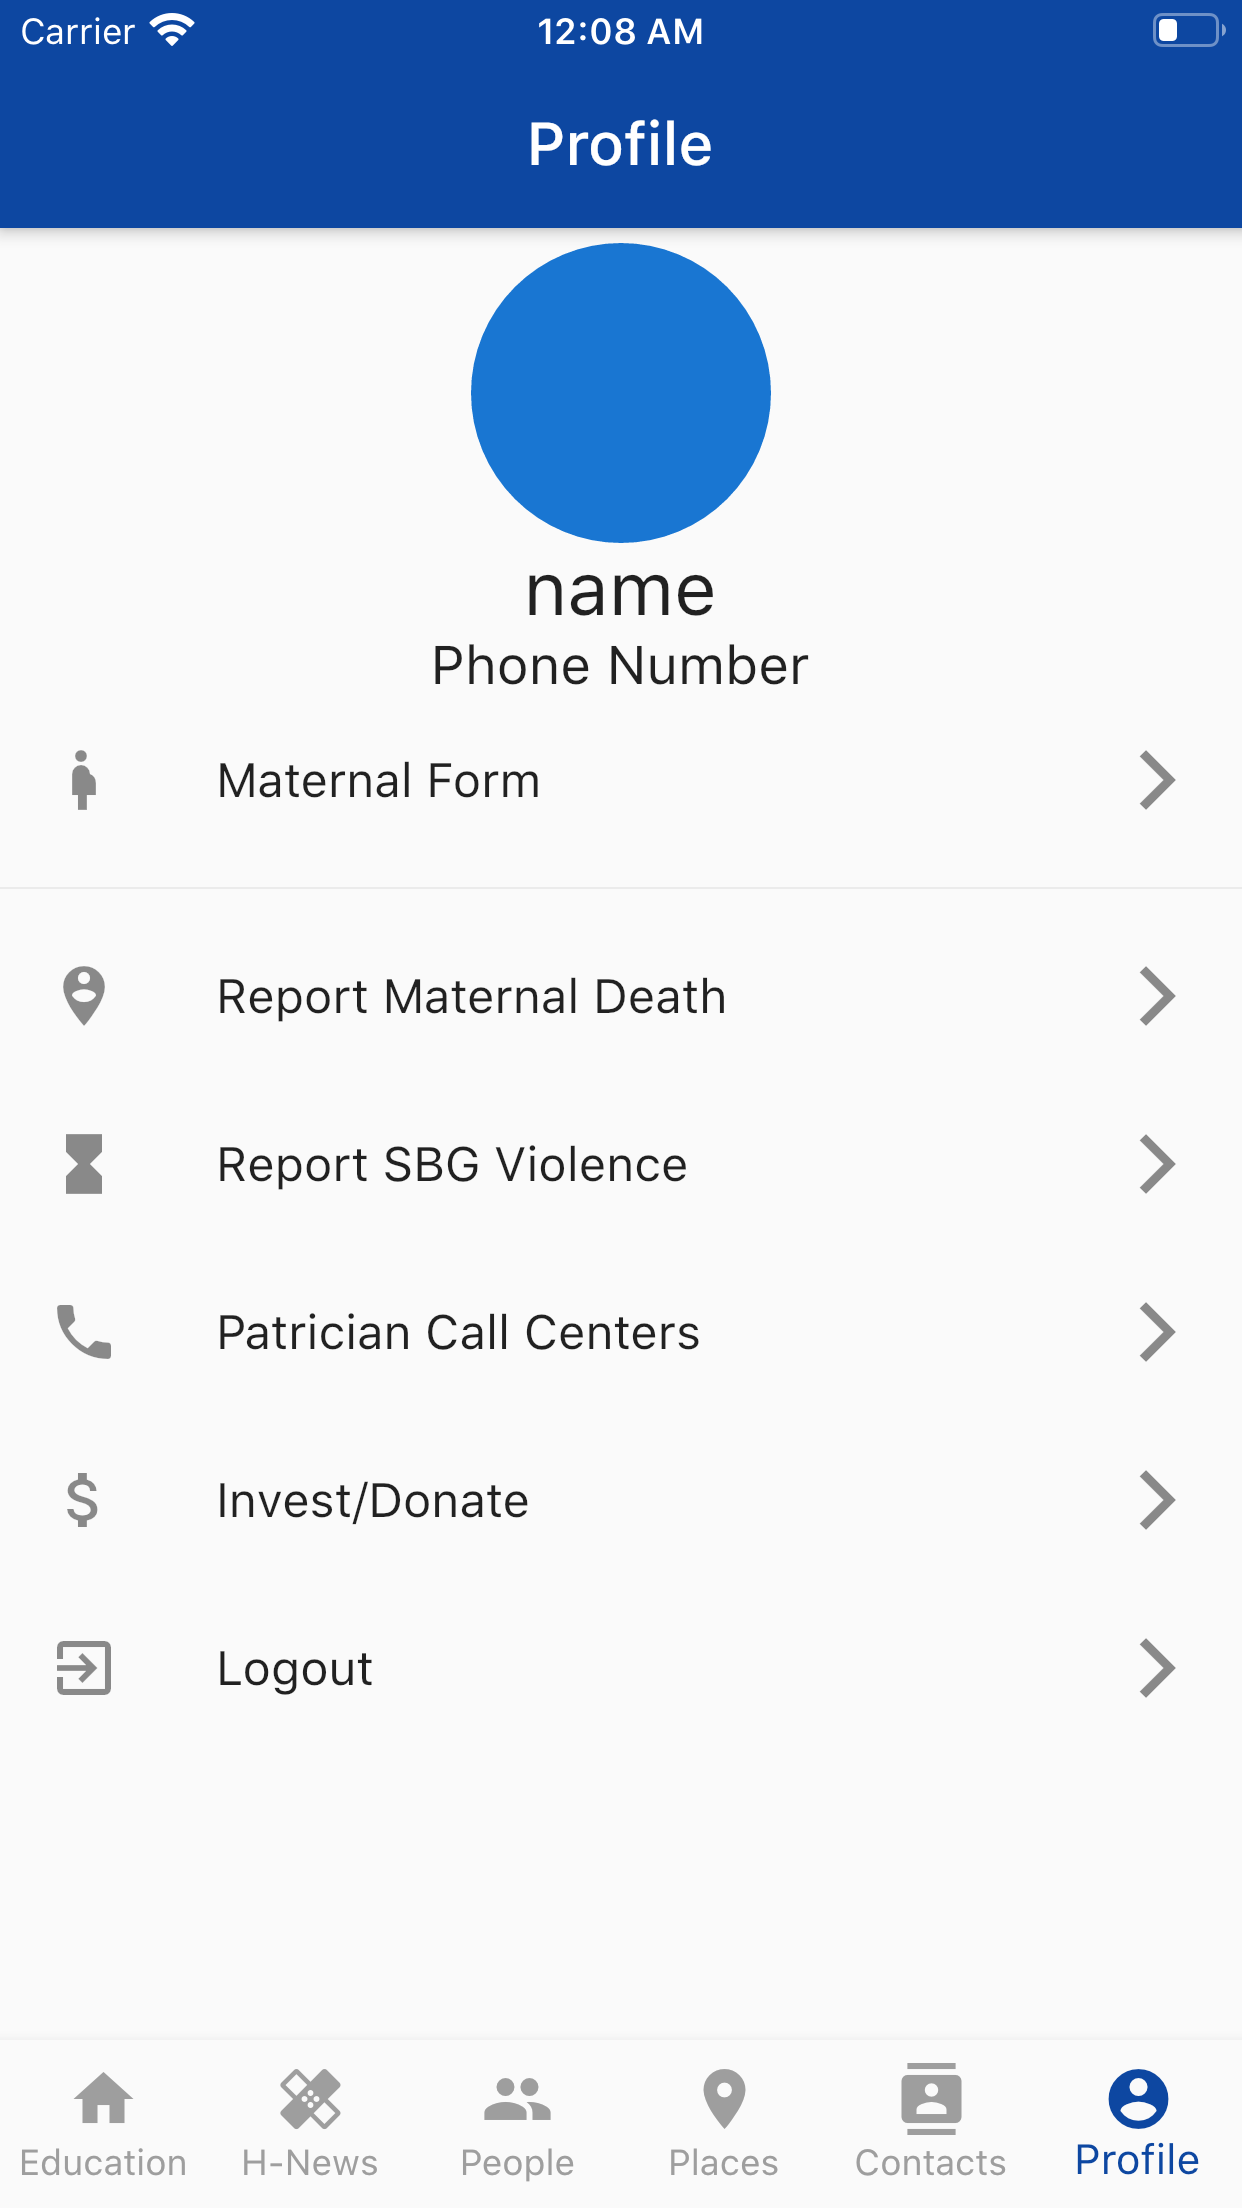 Carrier 12:08 AM
Profile
name
Phone Number
Maternal Form
Report Maternal Death
Report SBG Violence
Patrician Call Centers
Invest/Donate
Logout
Education H-News People Places Contacts Profile